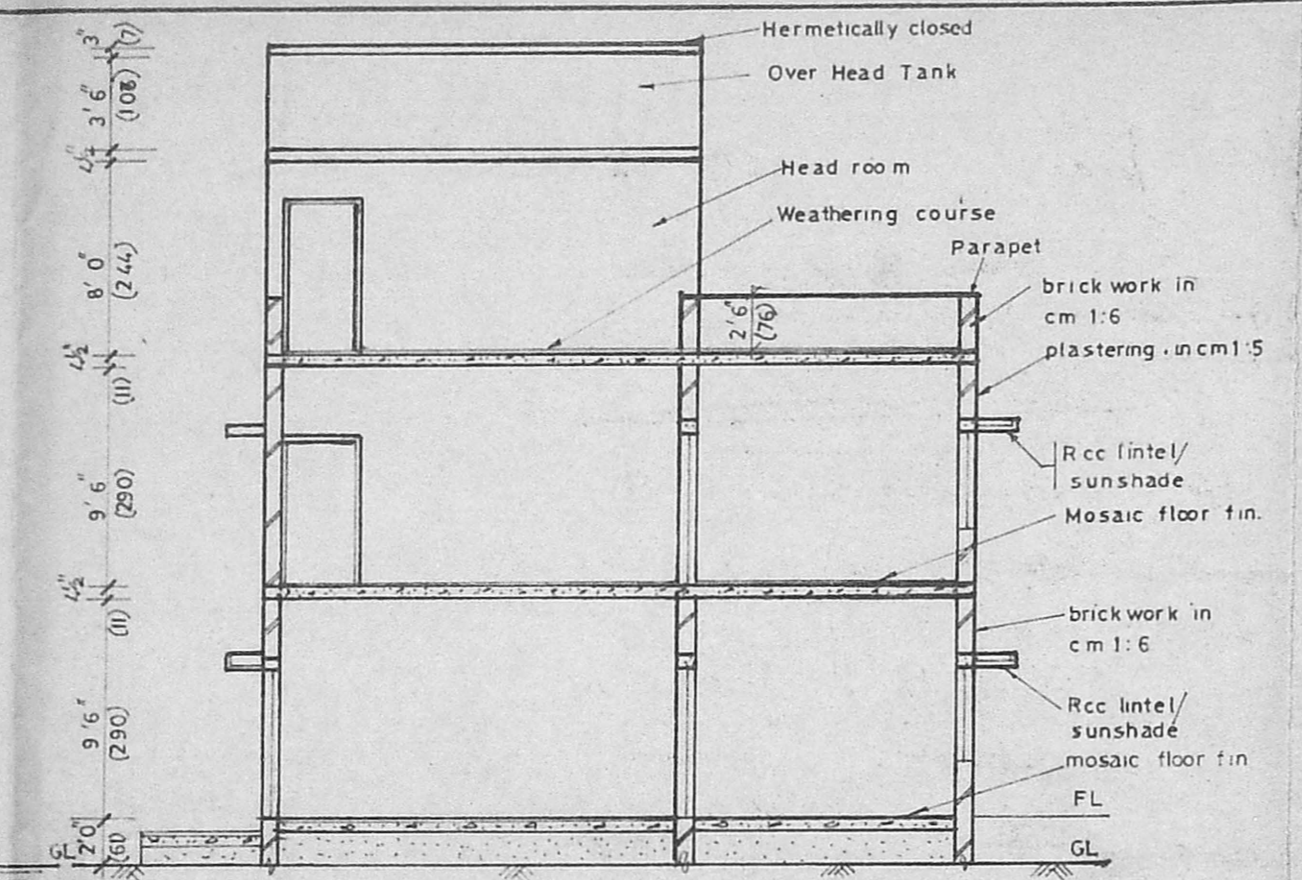 Hermetically closed
Over Head Tank
Head room
Weathering course
Parapet
brick work in
cm 1:6
plastering . in cm 1:5
Rcc lintel/
sunshade
Mosaic floor fin.
brick work in
cm 1:6
Rcc lintel/
sunshade
mosaic floor fin
FL
GL
3"
(7)
3'6"
(108)
4½"
8' 0"
(244)
4½"
(11)
9'6"
(290)
4½"
(11)
9'6"
(290)
2'0"
(61)
GL
2'6"
(76)